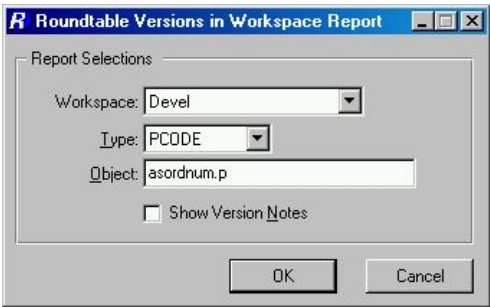 R Roundtable Versions in Workspace Report
Report Selections
Workspace: Devel
Type: PCODE
Object: asordnum.p
Show Version Notes
OK Cancel